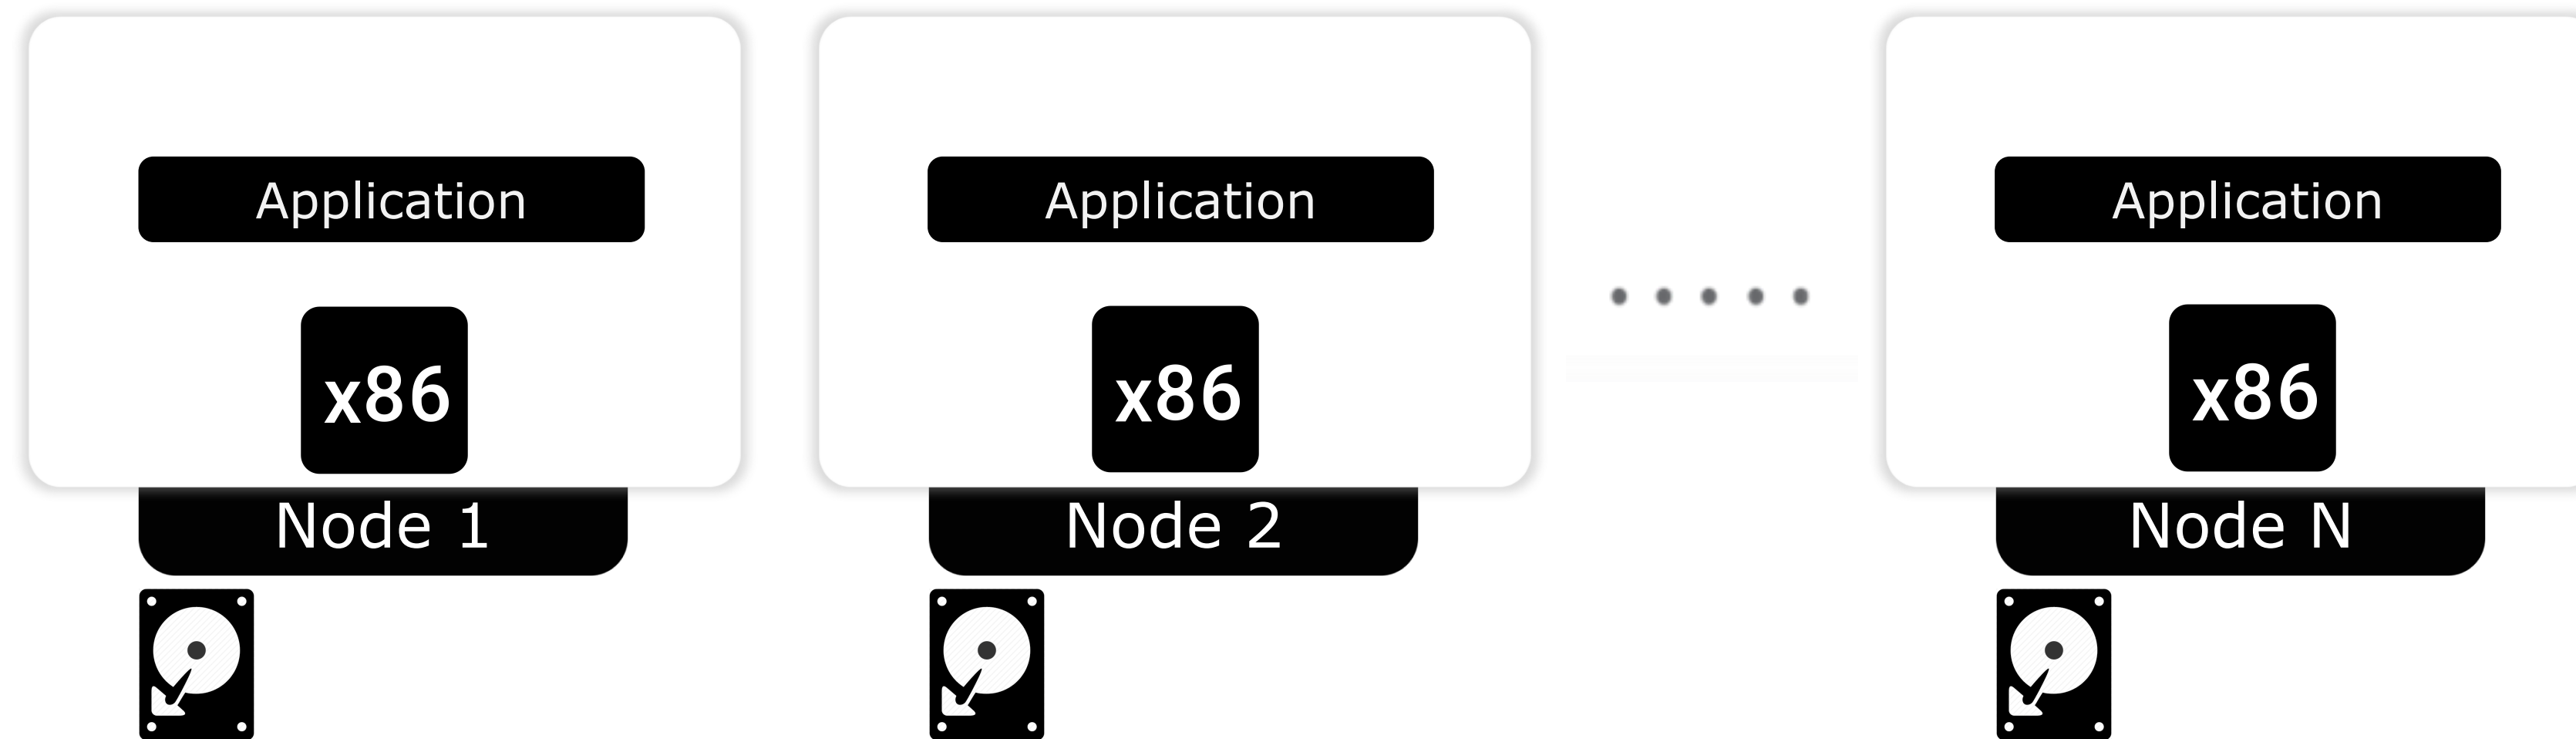 Application
x86
Node 1
Application
x86
Node 2
.....
Application
x86
Node N